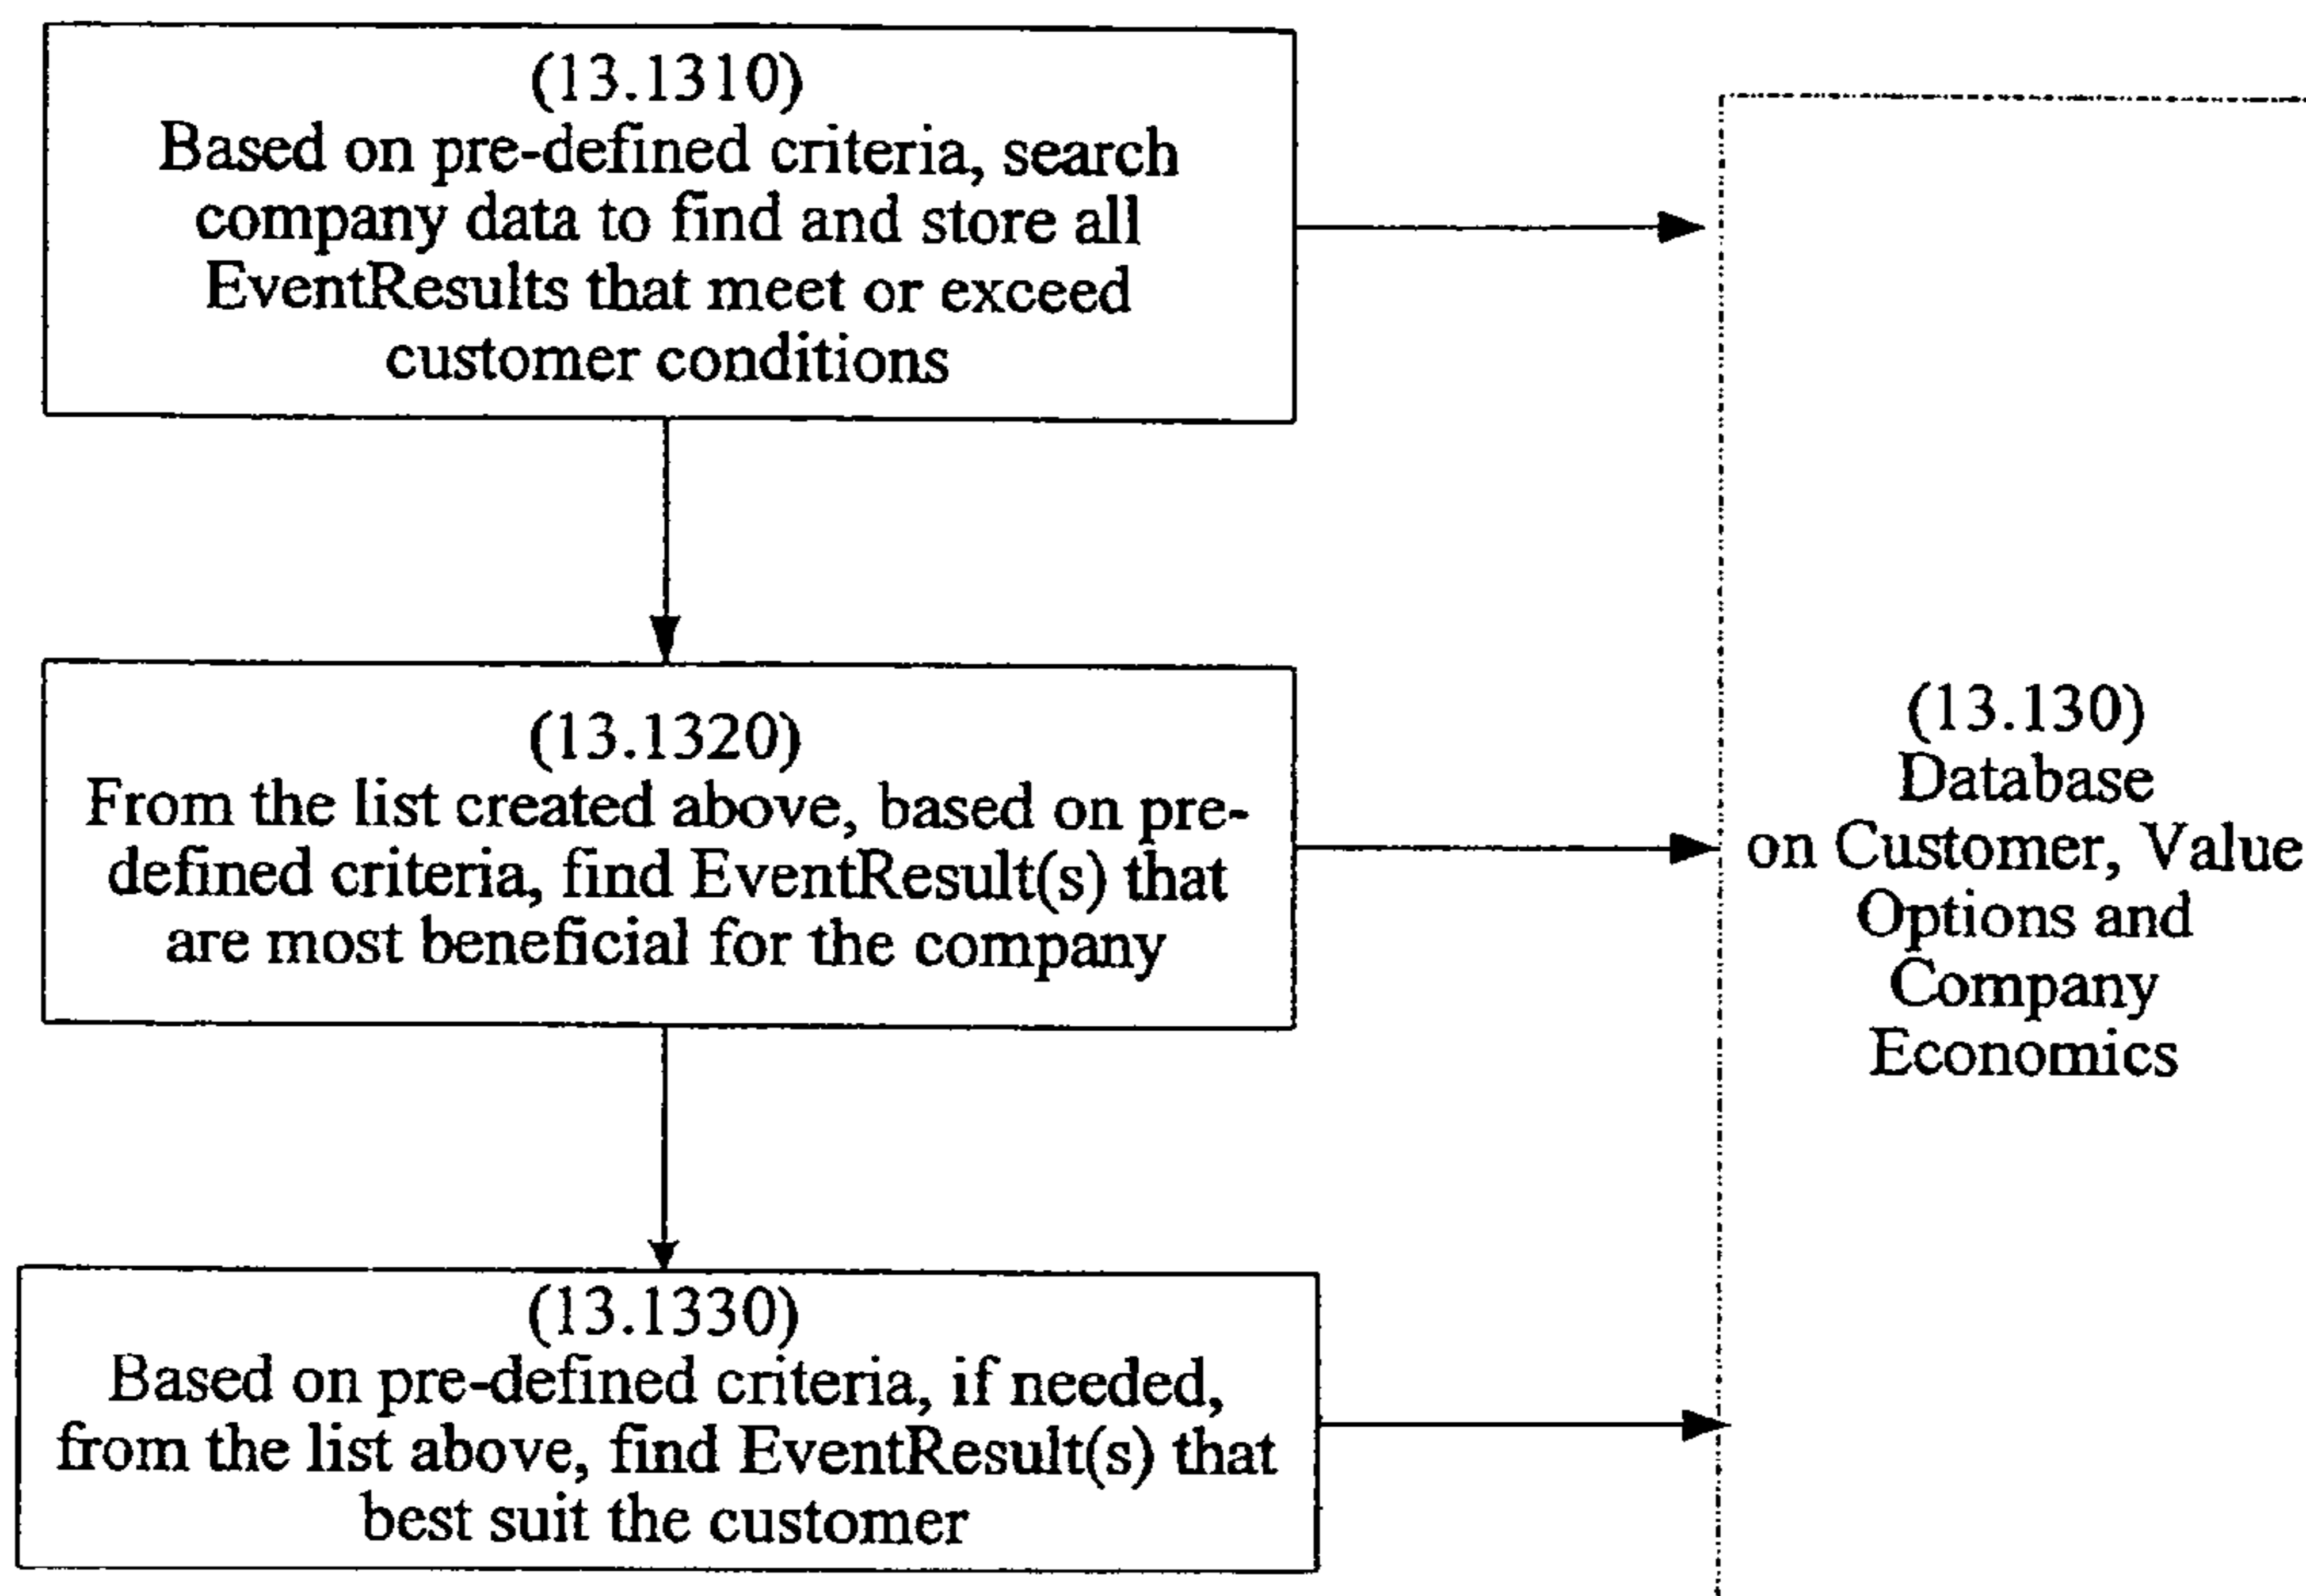 (13.1310)
Based on pre-defined criteria, search
company data to find and store all
EventResults that meet or exceed
customer conditions
(13.1320)
From the list created above, based on pre-
defined criteria, find EventResult(s) that
are most beneficial for the company
(13.1330)
Based on pre-defined criteria, if needed,
from the list above, find EventResult(s) that
best suit the customer
(13.130)
Database
on Customer, Value
Options and
Company
Economics